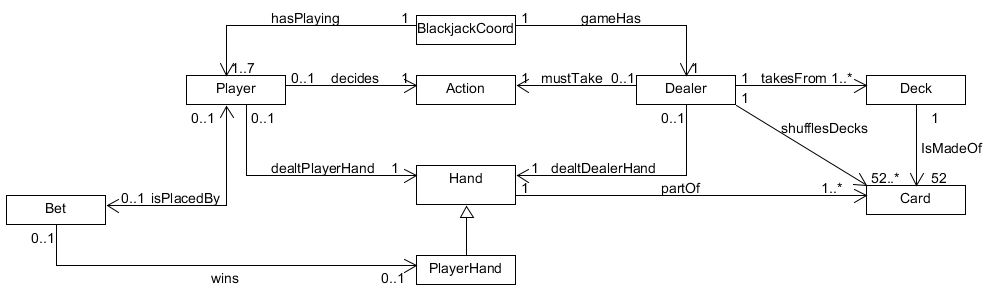 hasPlaying 1 BlackjackCoord 1 gameHas
1..7 1
Player 0..1 decides 1 Action 1 mustTake 0..1 Dealer 1 takesFrom 1..* Deck
0..1 0..1 0..1 1 1
shufflesDecks
IsMadeOf
dealtPlayerHand 1 Hand 1 dealtDealerHand
1 partOf 1..* 52..* 52
0..1 isPlacedBy Card
Bet
0..1
PlayerHand
wins 0..1